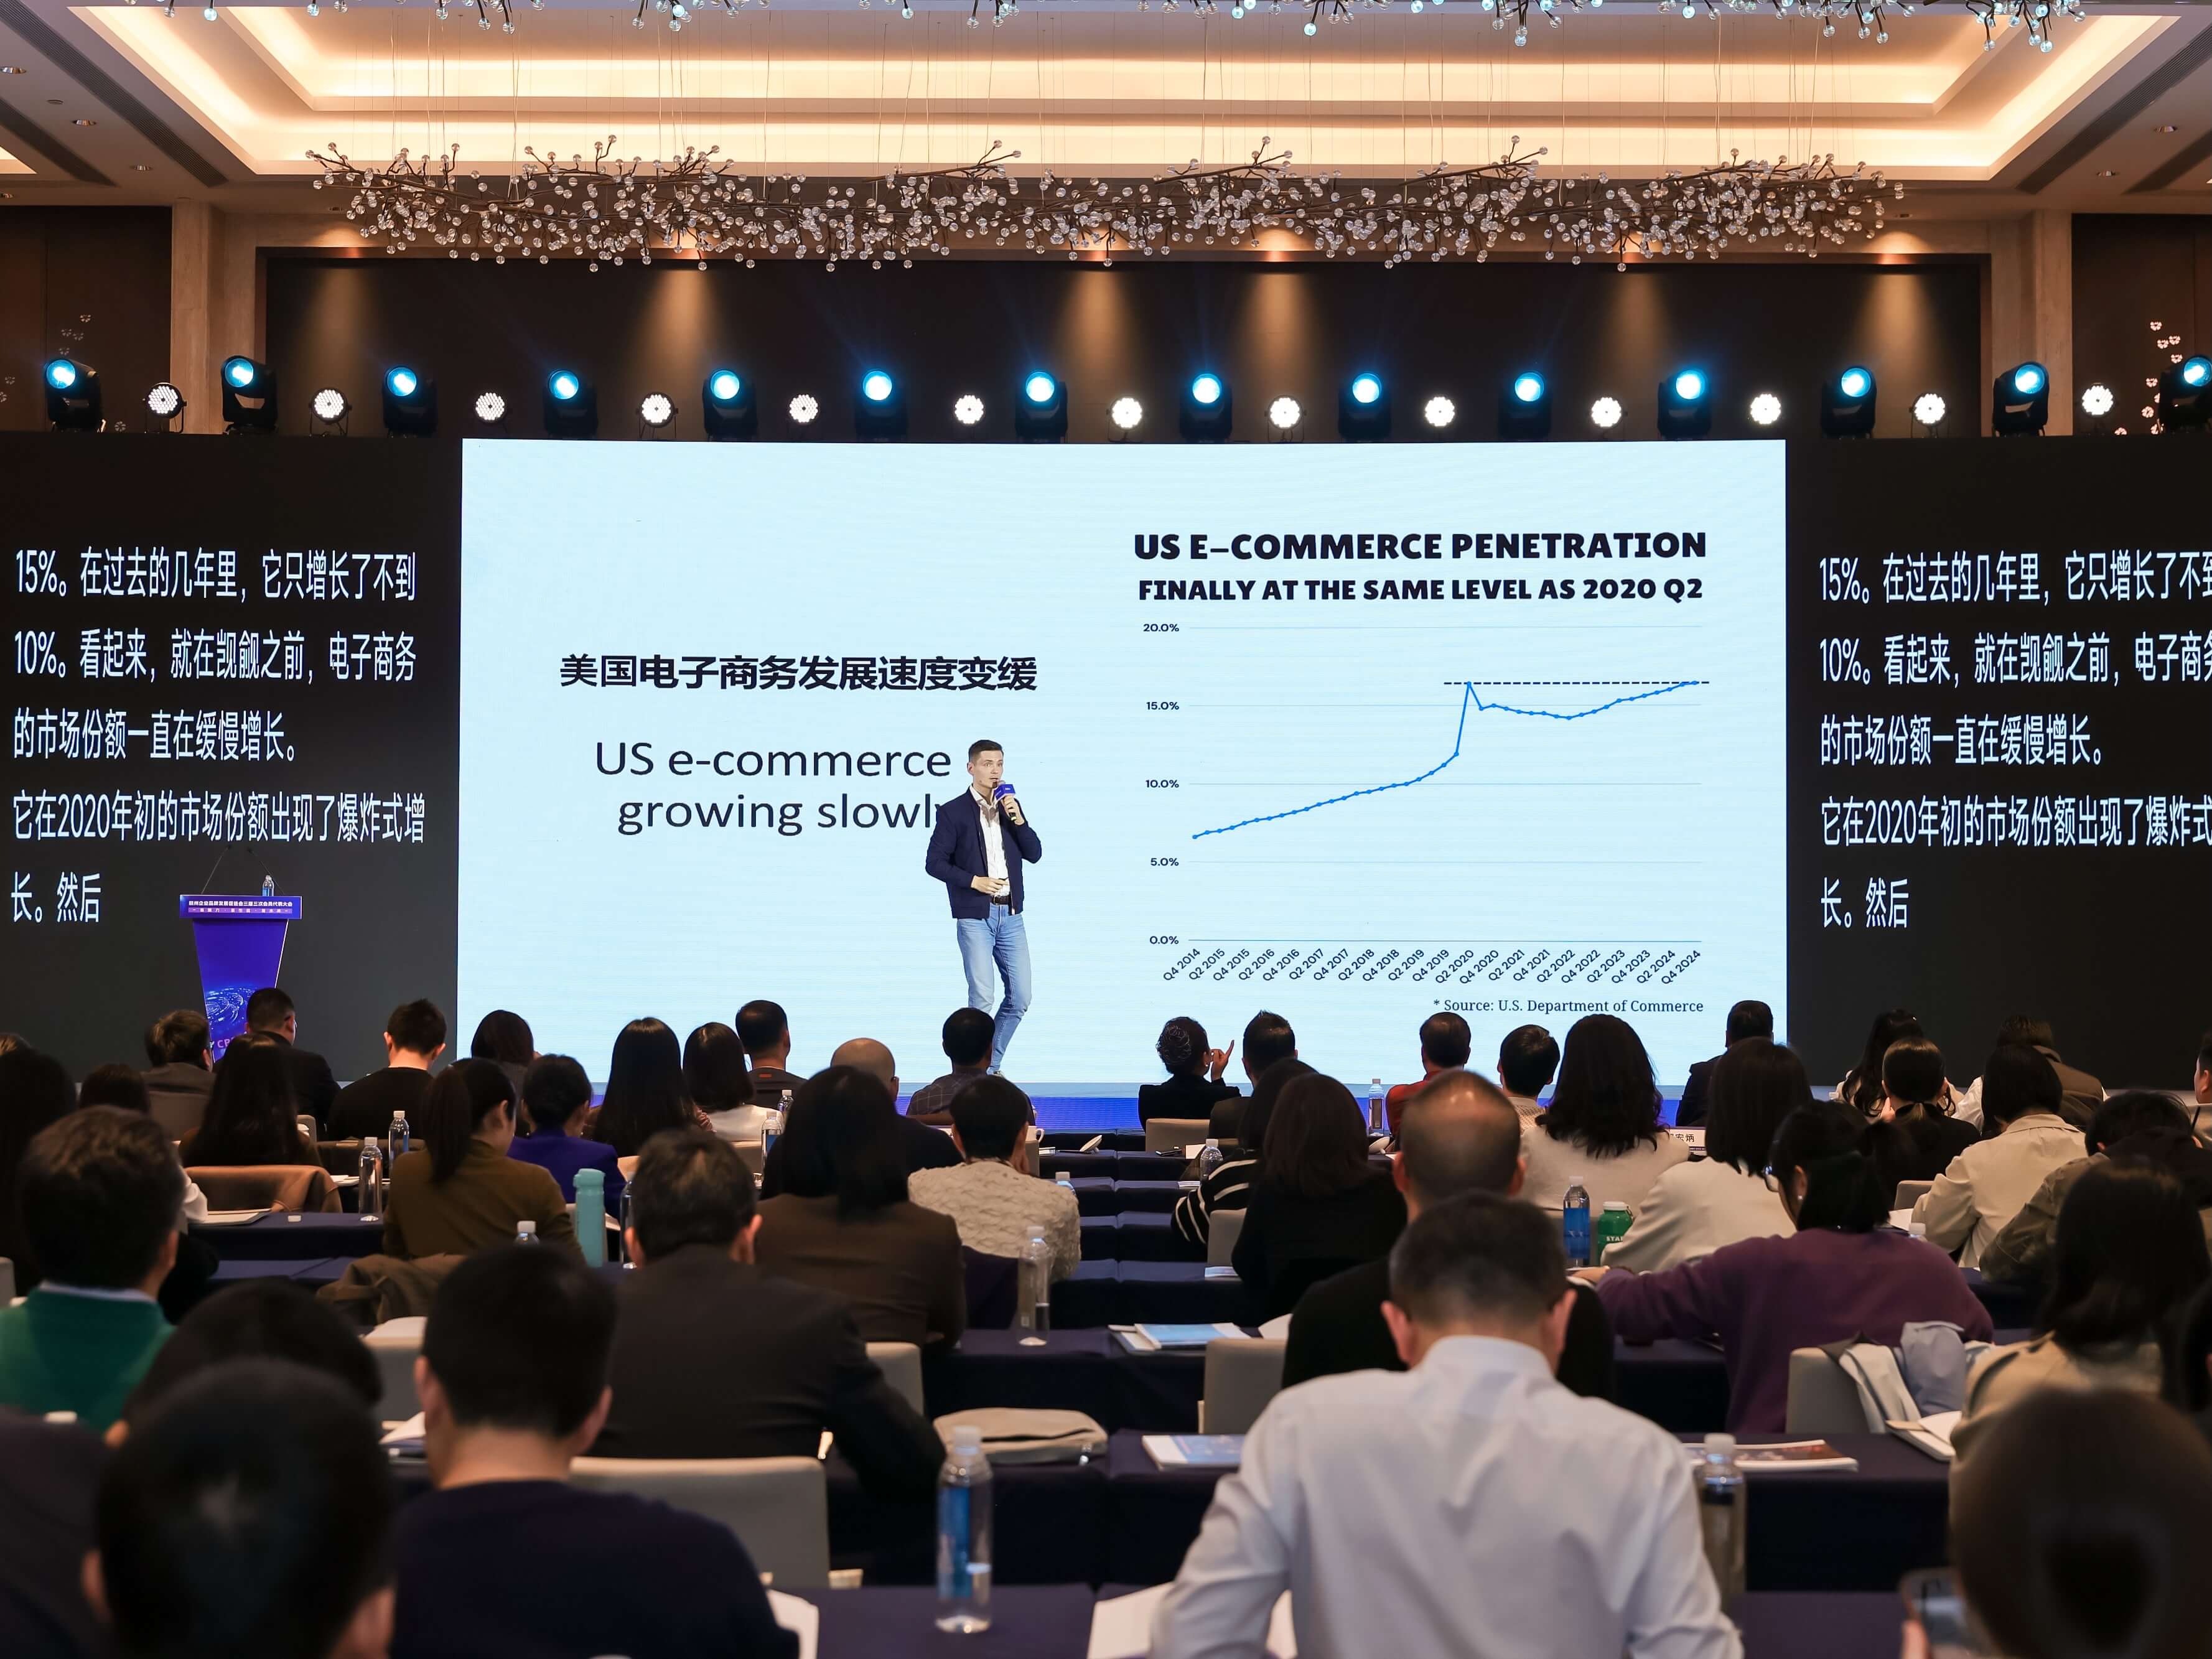 15%。在过去的几年里，它只增长了不到
10%。看起来，就在觊觎之前，电子商务
的市场份额一直在缓慢增长。
它在2020年初的市场份额出现了爆炸式增
长。然后
美国电子商务发展速度变缓
US e-commerce
growing slowly
US E-COMMERCE PENETRATION
FINALLY AT THE SAME LEVEL AS 2020 Q2
20.0%
15.0%
10.0%
5.0%
0.0%
Q4 2014
Q2 2015
Q4 2015
Q2 2016
Q4 2016
Q2 2017
Q4 2017
Q2 2018
Q4 2018
Q2 2019
Q4 2019
Q2 2020
Q4 2020
Q2 2021
Q4 2021
Q2 2022
Q4 2022
Q2 2023
Q4 2023
Q2 2024
Q4 2024
* Source: U.S. Department of Commerce
15%。在过去的几年里，它只增长了不到
10%。看起来，就在觊觎之前，电子商务
的市场份额一直在缓慢增长。
它在2020年初的市场份额出现了爆炸式
长。然后